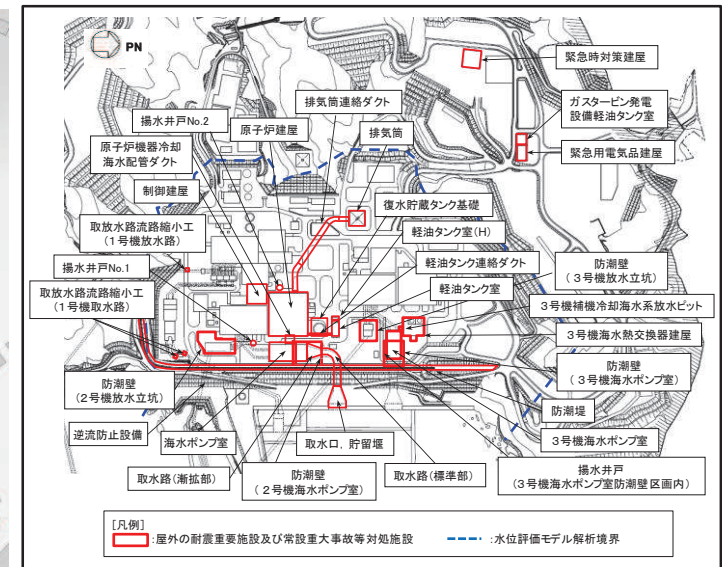 PN
緊急時対策建屋
揚水井戸No.2
排気筒連絡ダクト
ガスタービン発電
設備軽油タンク室
原子炉機器冷却
海水配管ダクト
原子炉建屋
排気筒
緊急用電気品建屋
制御建屋
復水貯蔵タンク基礎
取放水路流路縮小工
(1号機放水路)
軽油タンク室(H)
防潮壁
(3号機放水立坑)
揚水井戸No.1
軽油タンク連絡ダクト
取放水路流路縮小工
(1号機取水路)
軽油タンク室
3号機補機冷却海水系放水ピット
3号機海水熱交換器建屋
防潮壁
(2号機放水立坑)
防潮壁
(3号機海水ポンプ室)
防潮堤
逆流防止設備
海水ポンプ室
取水口,貯留堰
3号機海水ポンプ室
取水路(漸拡部)
防潮壁
(2号機海水ポンプ室)
取水路(標準部)
揚水井戸
(3号機海水ポンプ室防潮壁区画内)
[凡例]
:屋外の耐震重要施設及び常設重大事故等対処施設
:水位評価モデル解析境界